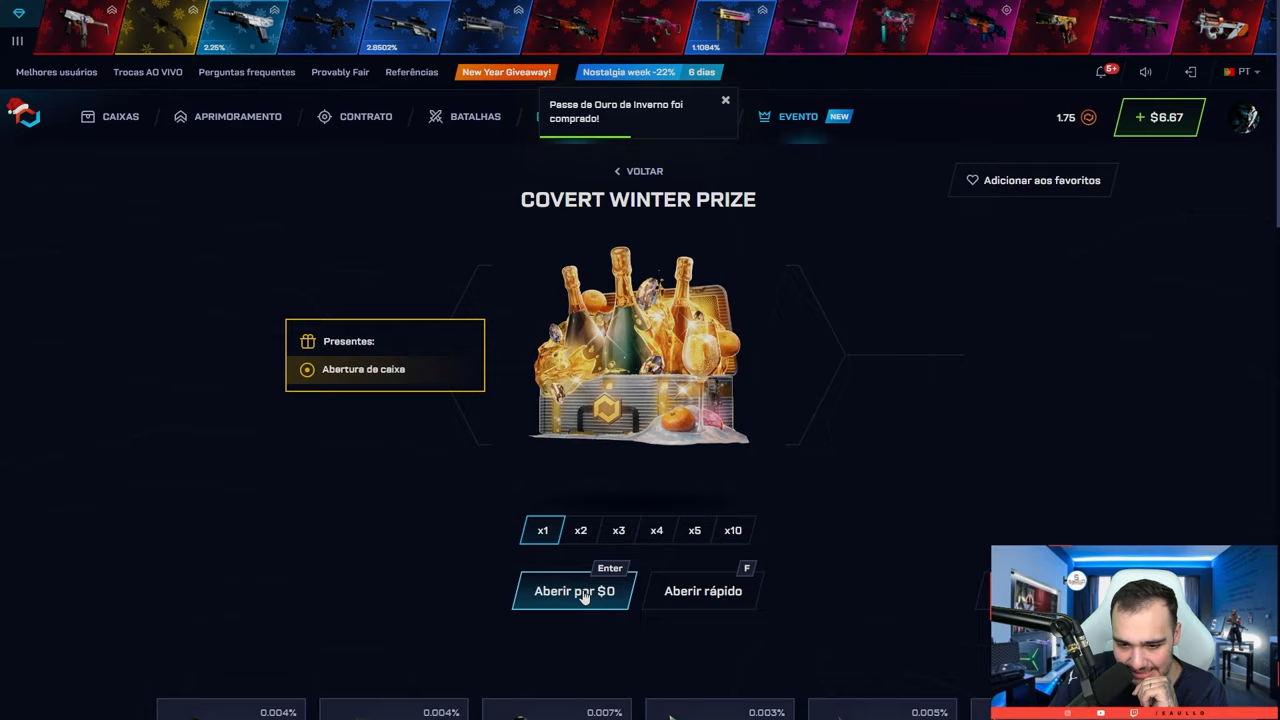 2.25%
2.8502%
1.1084%
Melhores usuários
Trocas AO VIVO
Perguntas frequentes
Provably Fair
Referências
New Year Giveaway!
Nostalgia week -22%
6 dias
5+
PT
CAIXAS
APRIMORAMENTO
CONTRATO
BATALHAS
Passe de Ouro de Inverno foi
comprado!
EVENTO
NEW
1.75
+ $6.67
VOLTAR
Adicionar aos favoritos
COVERT WINTER PRIZE
Presentes:
Abertura de caixa
x1
x2
x3
x4
x5
x10
Enter
F
Aberir por $0
Aberir rápido
0.004%
0.004%
0.007%
0.003%
0.005%
/SAULLO